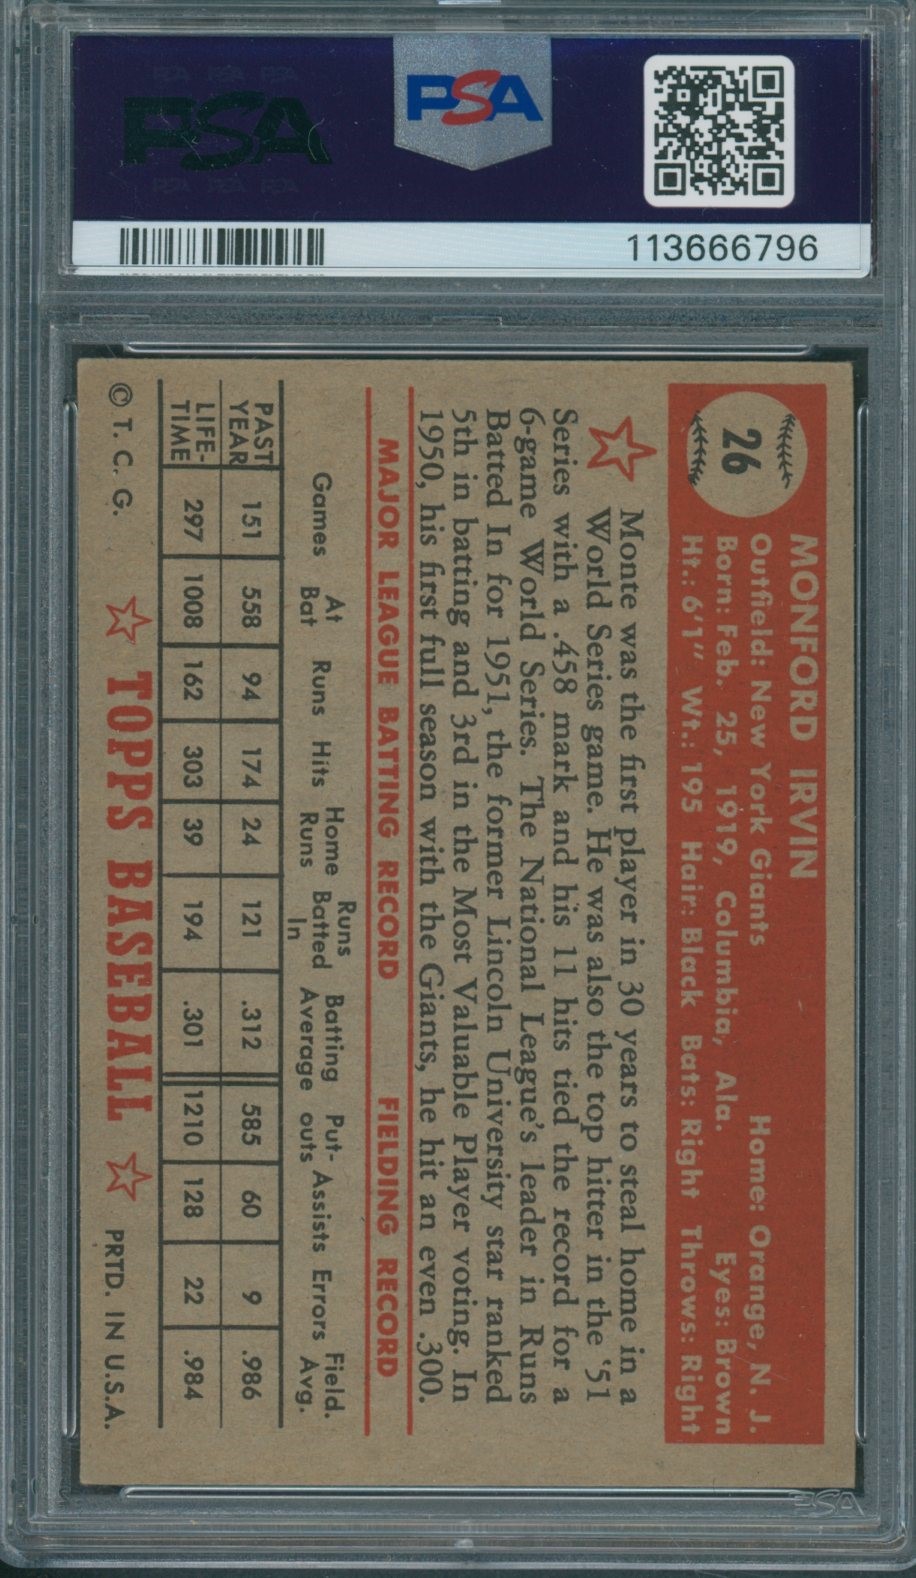 PSA
PSA
113666796
26
MONFORD IRVIN
Outfield: New York Giants Home: Orange, N. J.
Born: Feb. 25, 1919, Columbia, Ala. Eyes: Brown
Ht.: 6'1" Wt.: 195 Hair: Black Bats: Right Throws: Right
Monte was the first player in 30 years to steal home in a
World Series game. He was also the top hitter in the '51
Series with a .458 mark and his 11 hits tied the record for a
6-game World Series. The National League's leader in Runs
Batted In for 1951, the former Lincoln University star ranked
5th in batting and 3rd in the Most Valuable Player voting. In
1950, his first full season with the Giants, he hit an even .300.
MAJOR LEAGUE BATTING RECORD FIELDING RECORD
Games At Bat Runs Hits Home Runs Runs Batted In Batting Average Put-outs Assists Errors Field. Avg.
PAST YEAR 151 558 94 174 24 121 .312 585 60 9 .986
LIFE-TIME 297 1008 162 303 39 194 .301 1210 128 22 .984
© T. C. G. TOPPS BASEBALL PRTD. IN U.S.A.
PSA